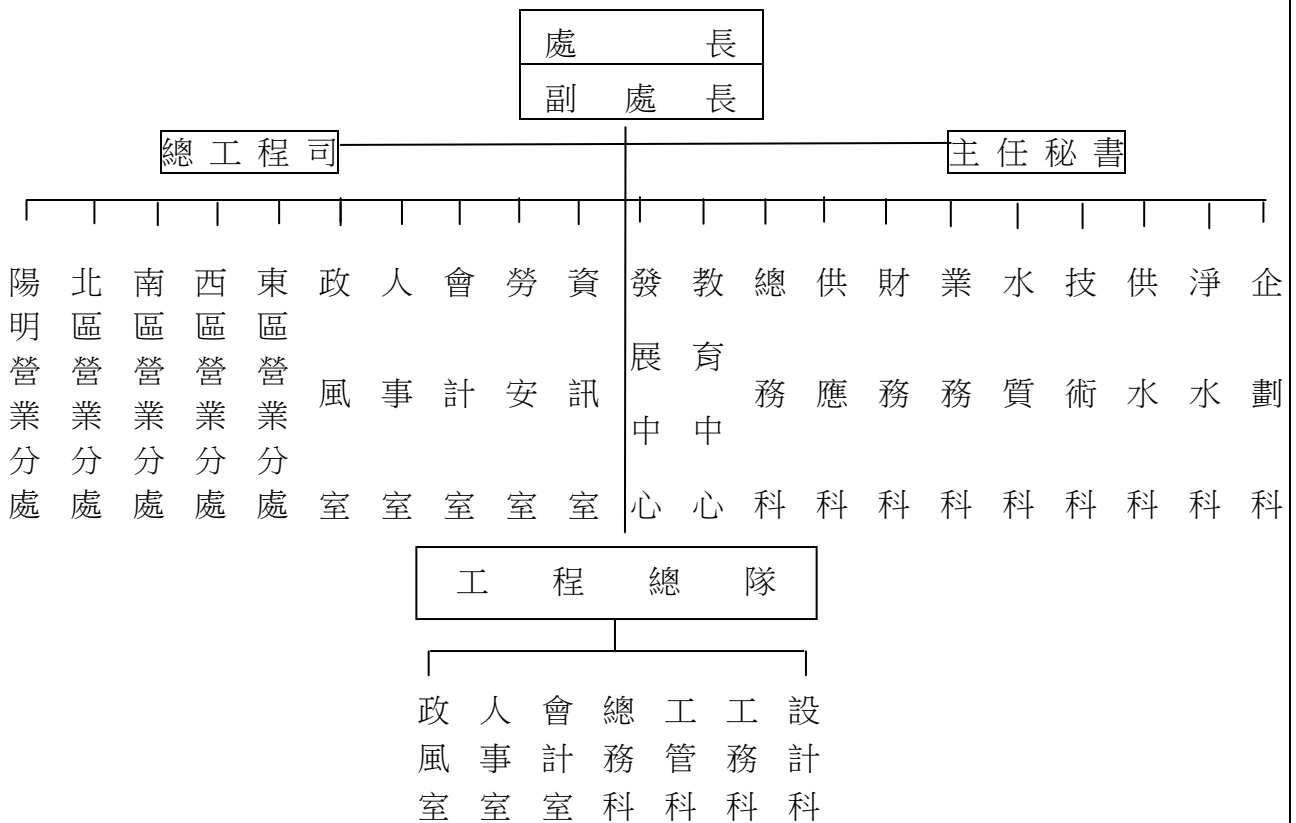 處長
副處長
總工程司
主任秘書
企劃科
淨水科
供水科
技術科
水質科
業務科
財務科
供應科
總務科
教育中心
發展中心
資訊室
勞安室
會計室
人事室
政風室
東區營業分處
西區營業分處
南區營業分處
北區營業分處
陽明營業分處
工程總隊
設計科
工務科
工管科
總務科
會計室
人事室
政風室